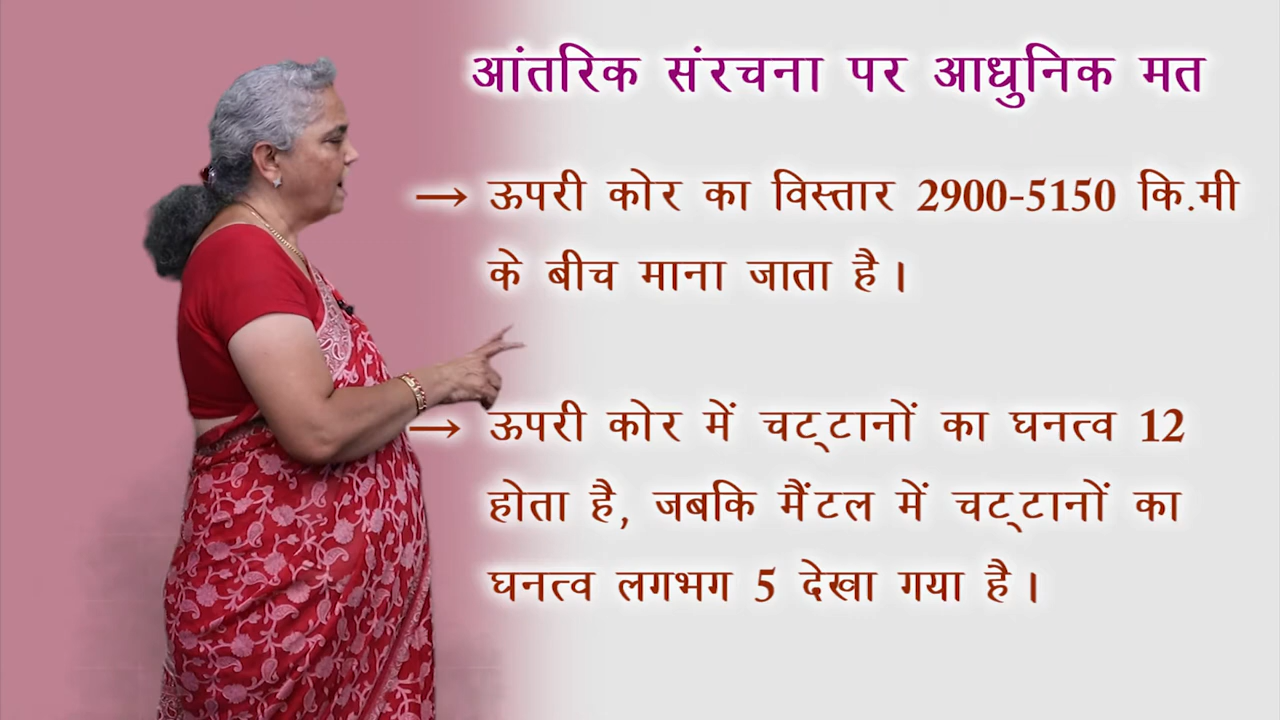 आंतरिक संरचना पर आधुनिक मत
→ ऊपरी कोर का विस्तार 2900-5150 कि.मी
के बीच माना जाता है।
→ ऊपरी कोर में चट्‌टानों का घनत्व 12
होता है, जबकि मैंटल में चट्‌टानों का
घनत्व लगभग 5 देखा गया है।